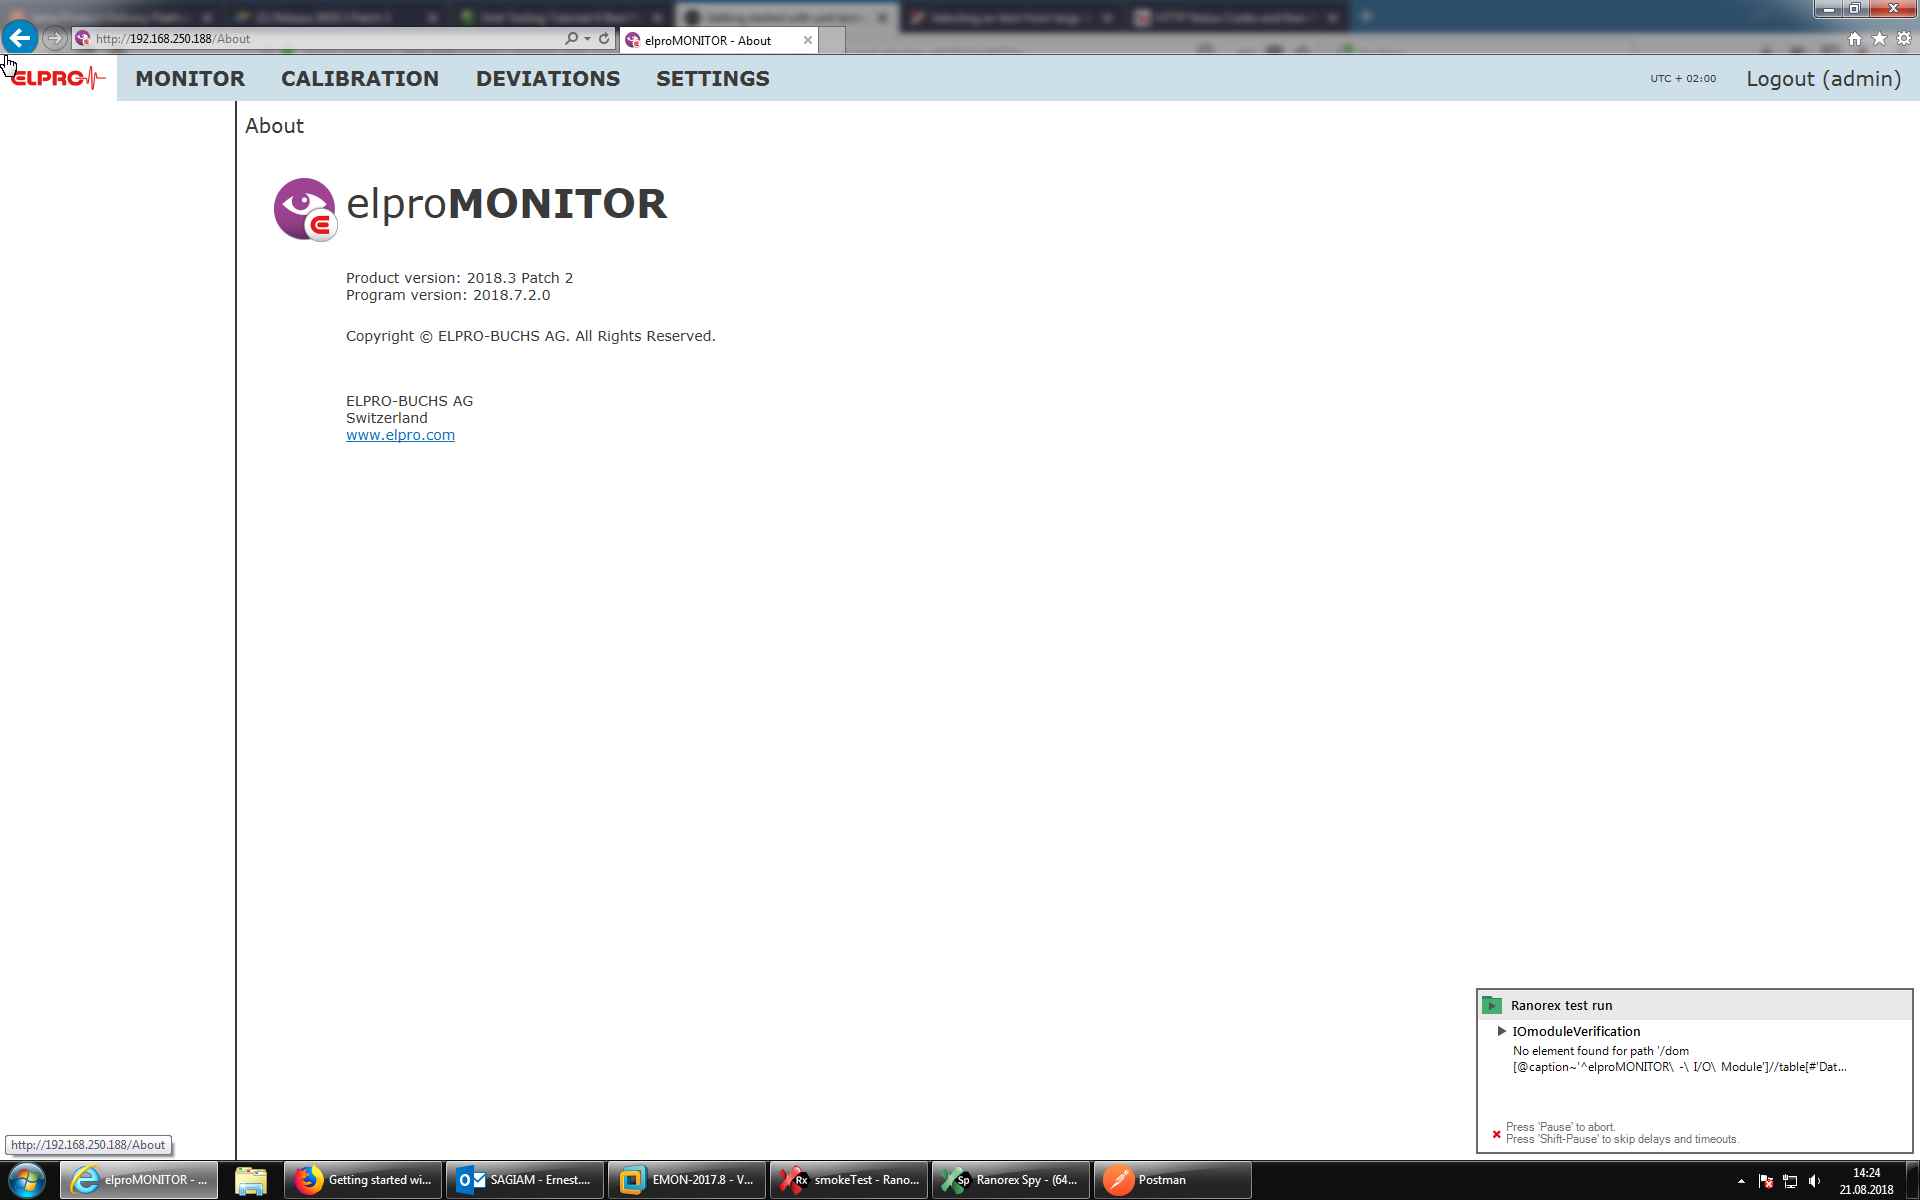 http://192.168.250.188/About
elproMONITOR - About
ELPRO
MONITOR
CALIBRATION
DEVIATIONS
SETTINGS
UTC + 02:00
Logout (admin)
About
elproMONITOR
Product version: 2018.3 Patch 2
Program version: 2018.7.2.0
Copyright © ELPRO-BUCHS AG. All Rights Reserved.
ELPRO-BUCHS AG
Switzerland
www.elpro.com
Ranorex test run
IOmoduleVerification
No element found for path '/dom
[@caption~'^elproMONITOR\ -\ I/O\ Module']//table[#'Dat...
Press 'Pause' to abort.
Press 'Shift-Pause' to skip delays and timeouts.
http://192.168.250.188/About
elproMONITOR - ...
Getting started wi...
SAGIAM - Ernest....
EMON-2017.8 - V...
Rx
smokeTest - Rano...
Sp
Ranorex Spy - (64...
Postman
14:24
21.08.2018